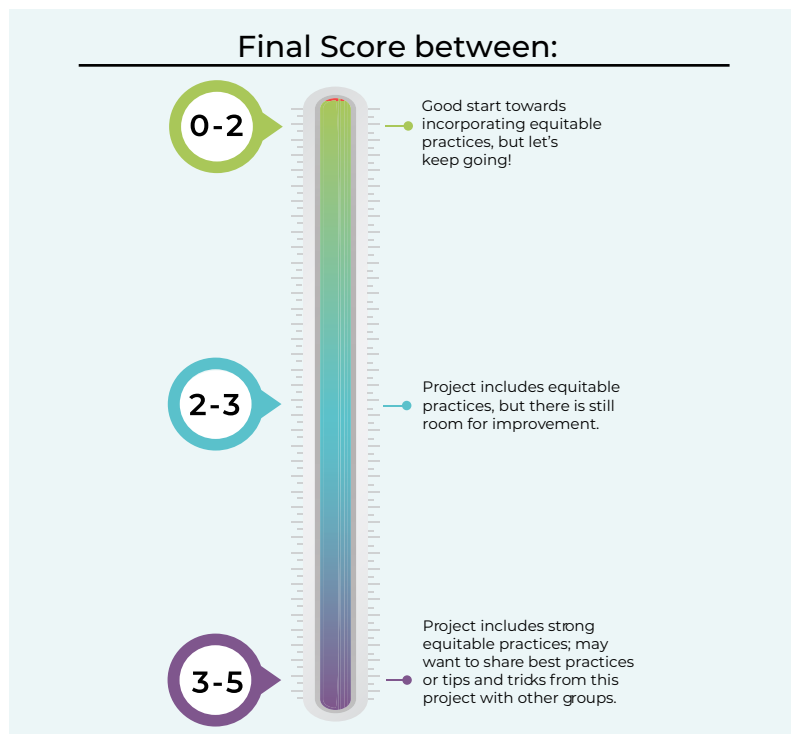 Final Score between:
0-2
Good start towards
incorporating equitable
practices, but let’s
keep going!
2-3
Project includes equitable
practices, but there is still
room for improvement.
3-5
Project includes strong
equitable practices; may
want to share best practices
or tips and tricks from this
project with other groups.